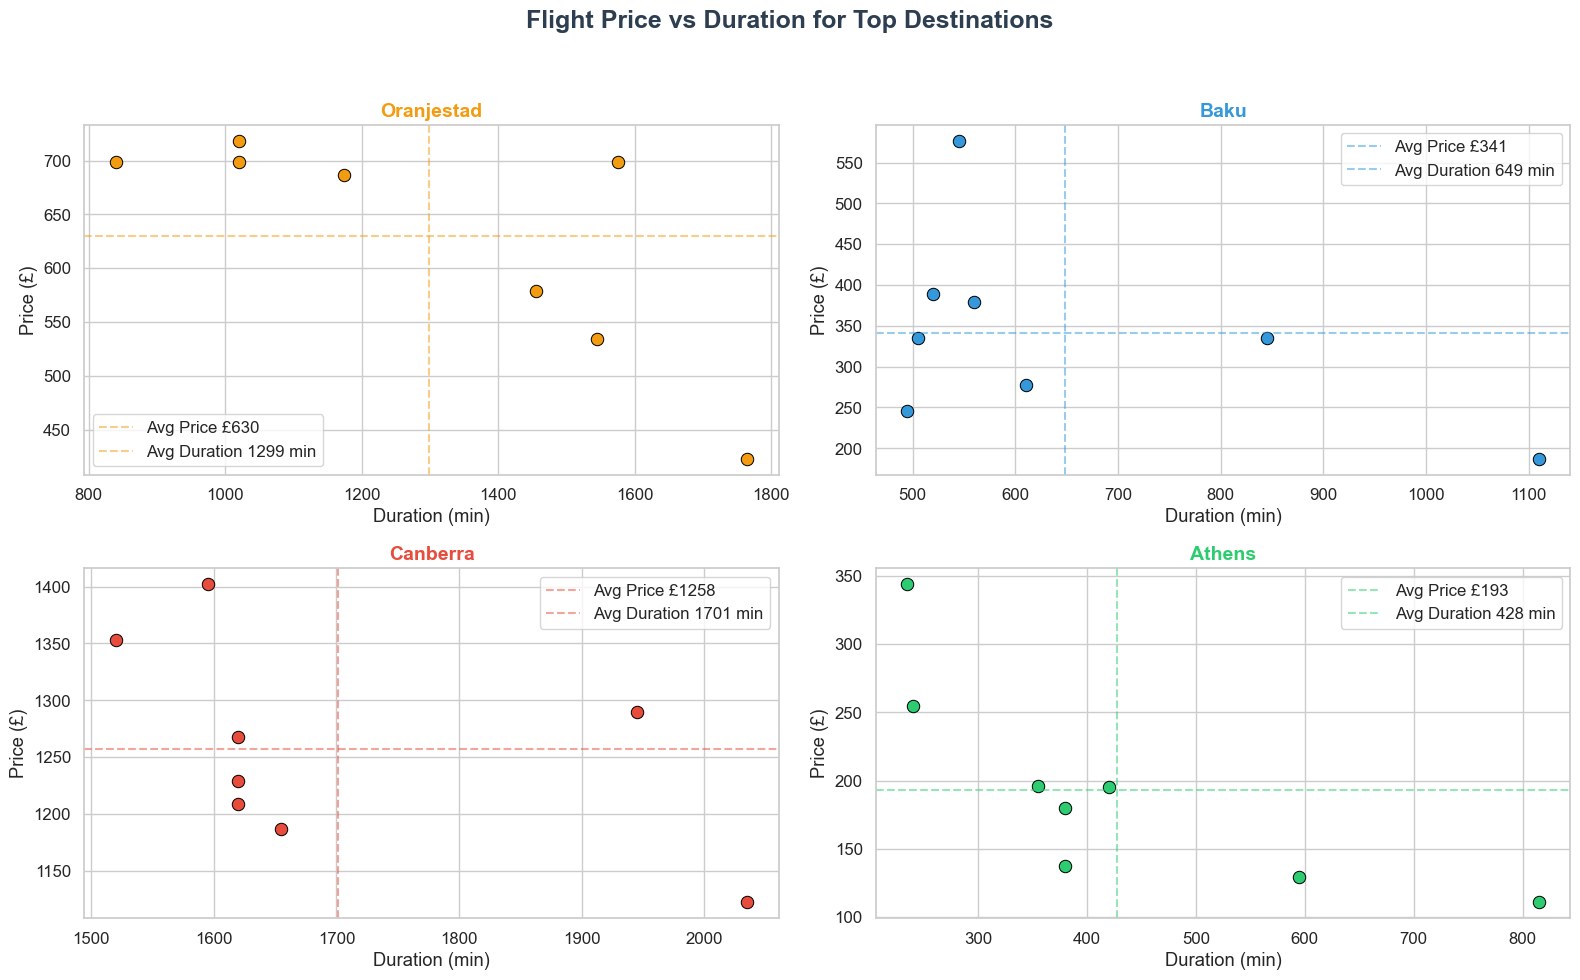 Flight Price vs Duration for Top Destinations
Oranjestad
Price (£)
700
650
600
550
500
450
Avg Price £630
Avg Duration 1299 min
800 1000 1200 1400 1600 1800
Duration (min)
Baku
Price (£)
550
500
450
400
350
300
250
200
Avg Price £341
Avg Duration 649 min
500 600 700 800 900 1000 1100
Duration (min)
Canberra
Price (£)
1400
1350
1300
1250
1200
1150
Avg Price £1258
Avg Duration 1701 min
1500 1600 1700 1800 1900 2000
Duration (min)
Athens
Price (£)
350
300
250
200
150
100
Avg Price £193
Avg Duration 428 min
300 400 500 600 700 800
Duration (min)